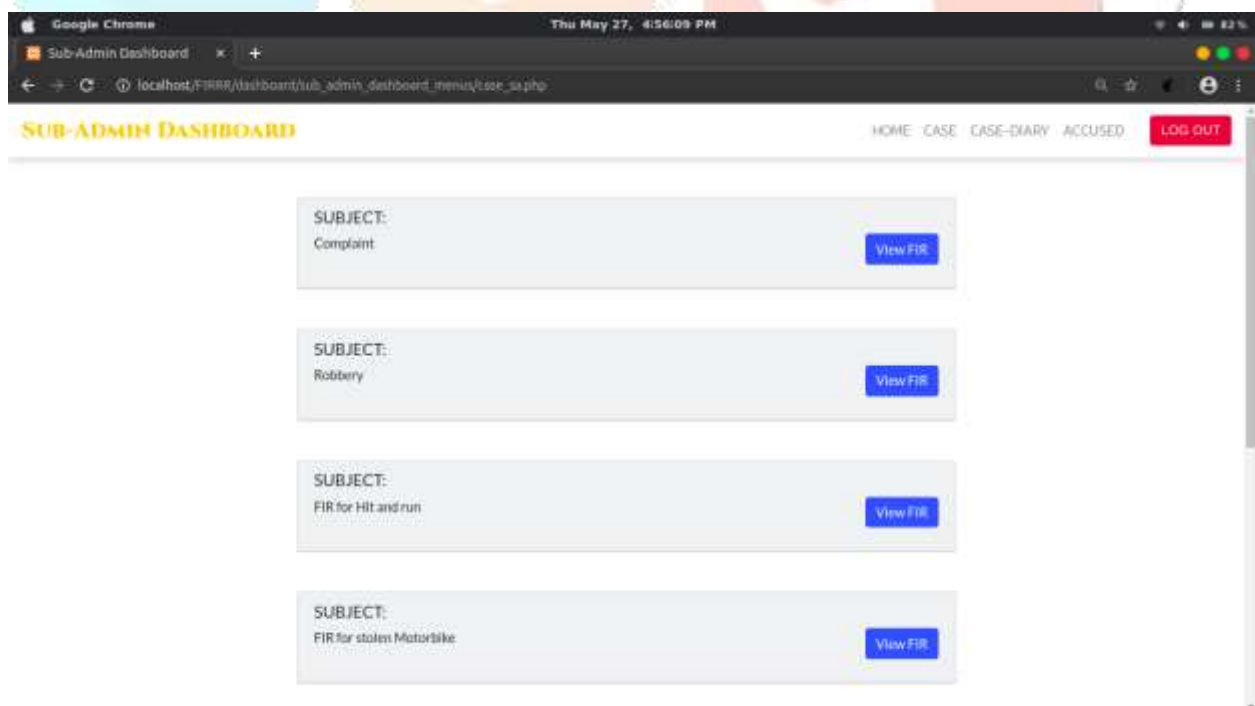 Google Chrome Thu May 27, 4:56:09 PM 82%
Sub-Admin Dashboard
localhost/FIRRR/dashboard/sub_admin_dashboard_menus/case_sa.php
SUB-ADMIN DASHBOARD HOME CASE CASE-DIARY ACCUSED LOG OUT
SUBJECT:
Complaint
View FIR
SUBJECT:
Robbery
View FIR
SUBJECT:
FIR for Hit and run
View FIR
SUBJECT:
FIR for stolen Motorbike
View FIR